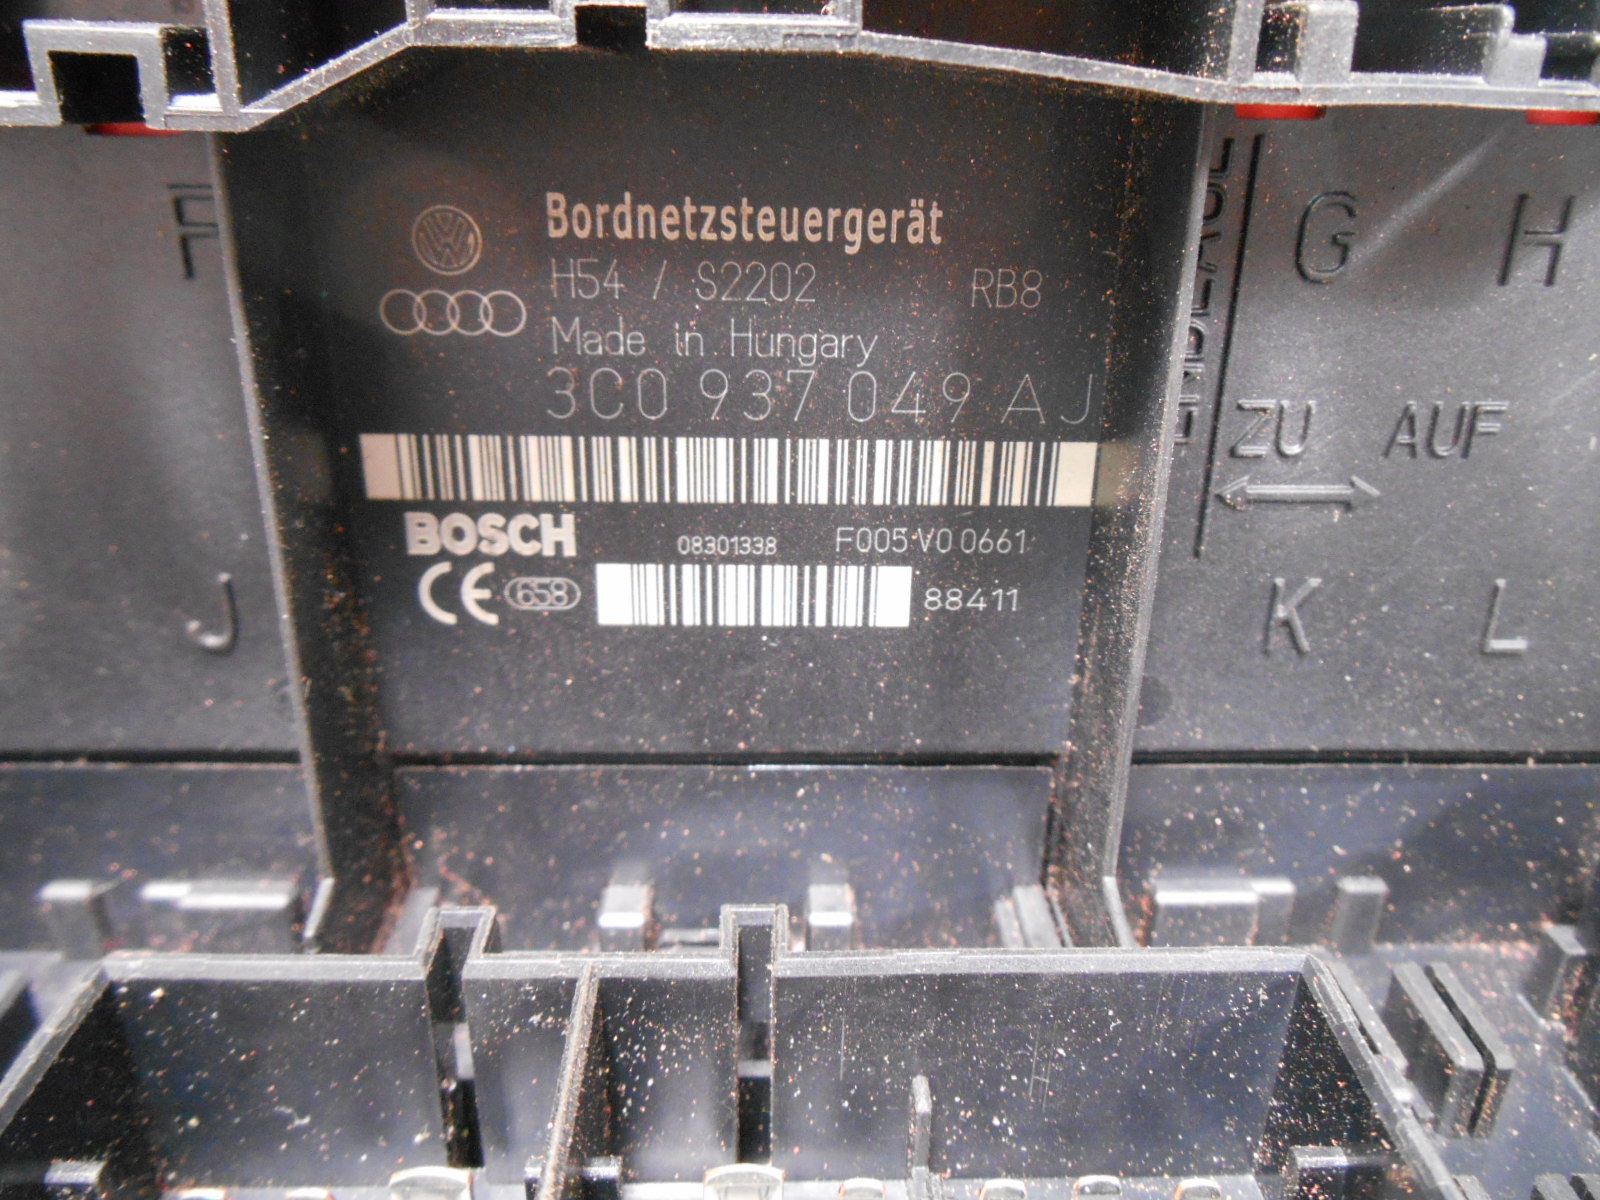 Bordnetzsteuergerät
H54 / S2202 RB8
Made in Hungary
3C0 937 049 AJ
BOSCH 08301338 F005 V0 0661
CE 658 88411
F
J
G H
ZU AUF
K L